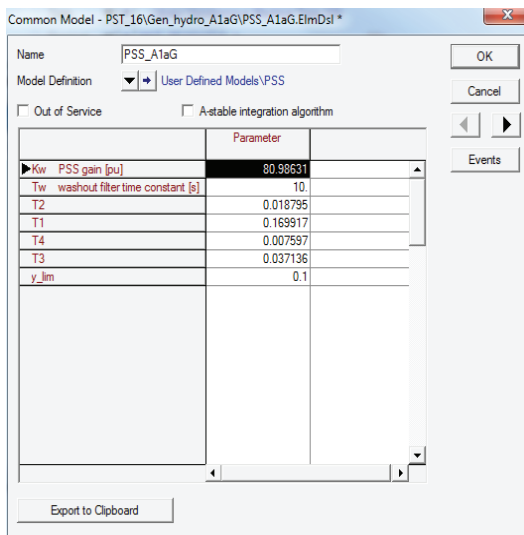 Common Model - PST_16\Gen_hydro_A1aG\PSS_A1aG.ElmDsl *
Name PSS_A1aG OK
Model Definition User Defined Models\PSS Cancel
Out of Service A-stable integration algorithm
Parameter Events
Kw PSS gain [pu] 80.98631
Tw washout filter time constant [s] 10.
T2 0.018795
T1 0.169917
T4 0.007597
T3 0.037136
y_lim 0.1
Export to Clipboard